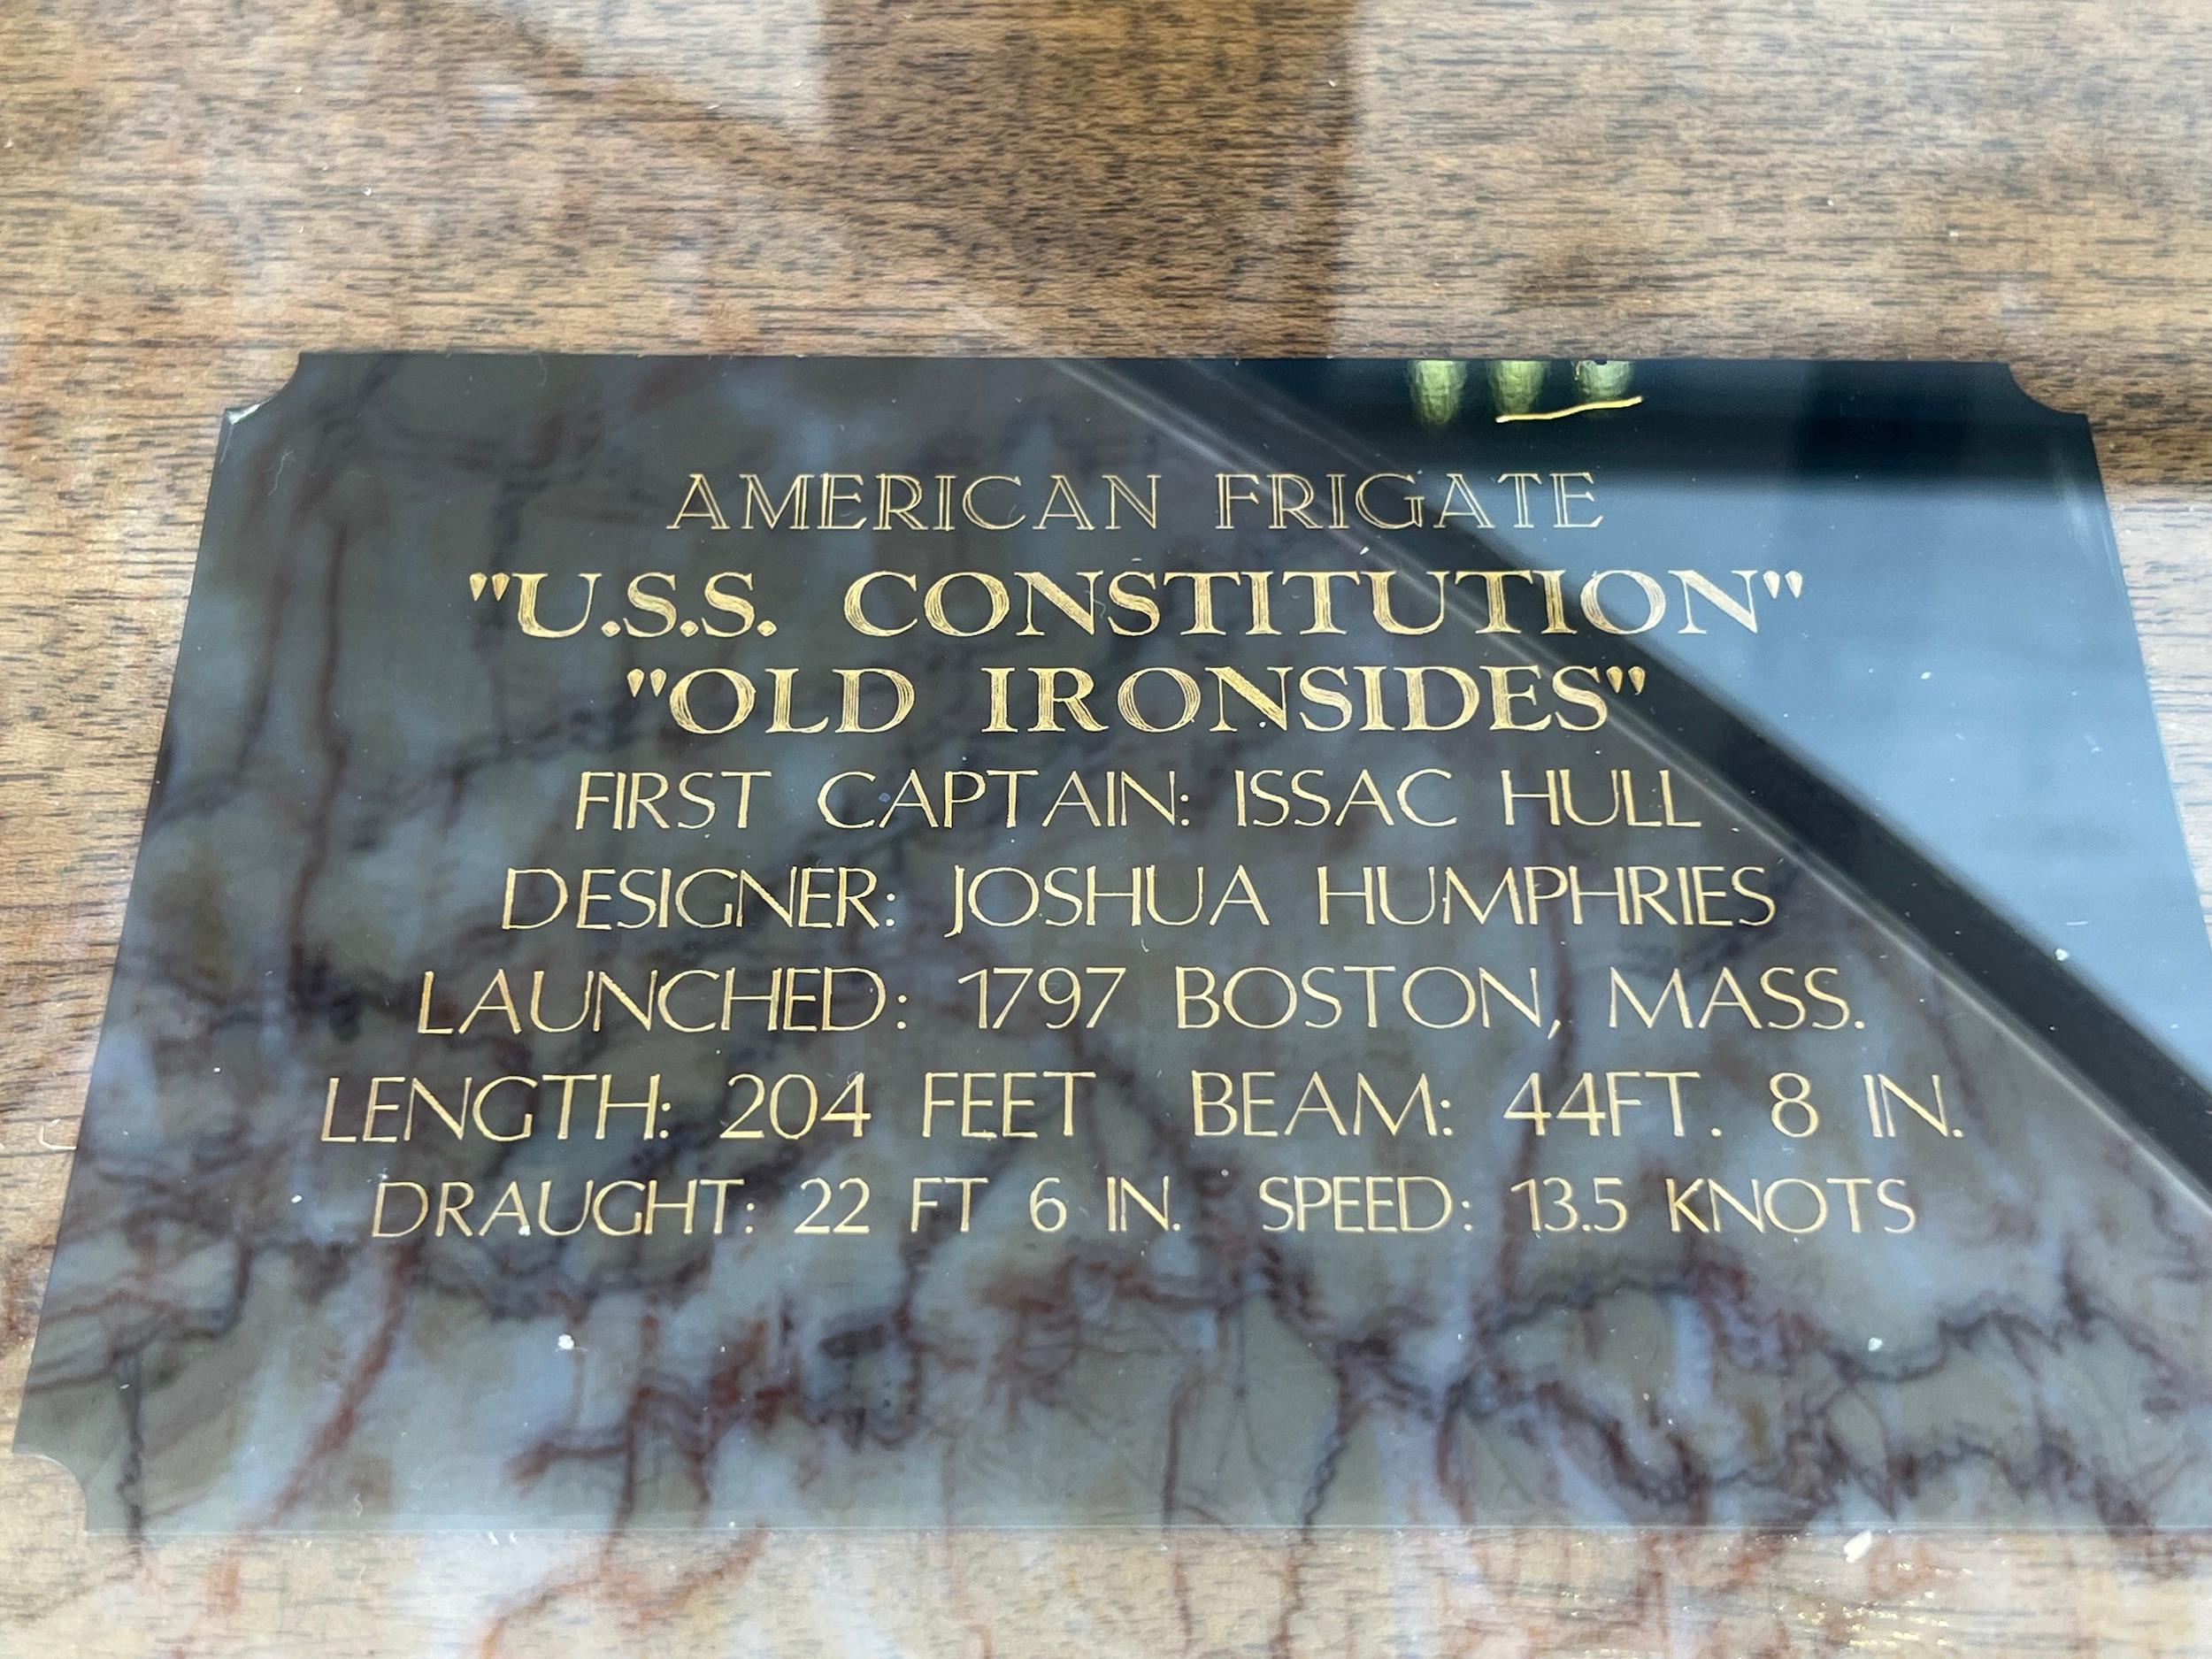 AMERICAN FRIGATE
"U.S.S. CONSTITUTION"
"OLD IRONSIDES"
FIRST CAPTAIN: ISSAC HULL
DESIGNER: JOSHUA HUMPHRIES
LAUNCHED: 1797 BOSTON, MASS.
LENGTH: 204 FEET BEAM: 44FT. 8 IN.
DRAUGHT: 22 FT 6 IN. SPEED: 13.5 KNOTS